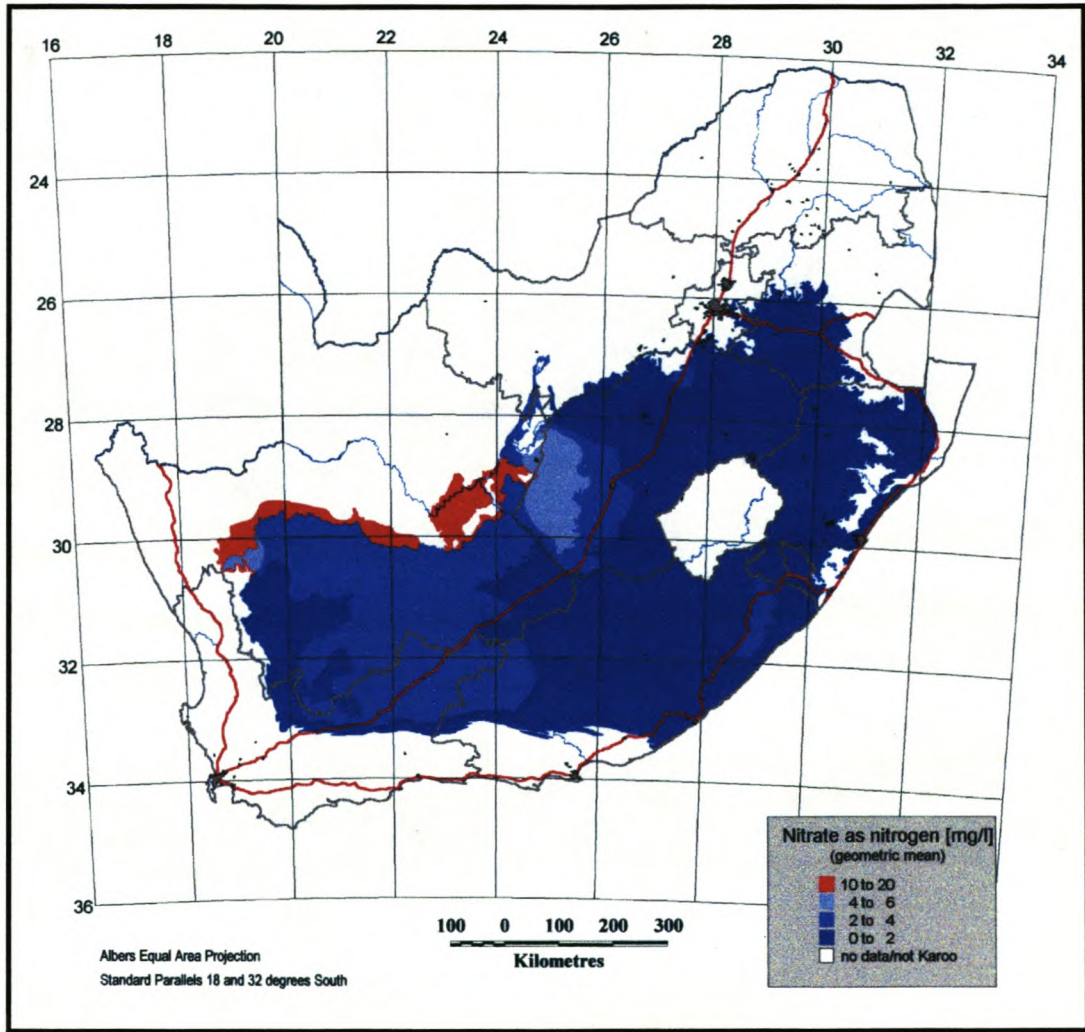 16 18 20 22 24 26 28 30 32 34
24
26
28
30
32
34
36
Nitrate as nitrogen [mg/l]
(geometric mean)
10 to 20
4 to 6
2 to 4
0 to 2
no data/not Karoo
100 0 100 200 300
Kilometres
Albers Equal Area Projection
Standard Parallels 18 and 32 degrees South